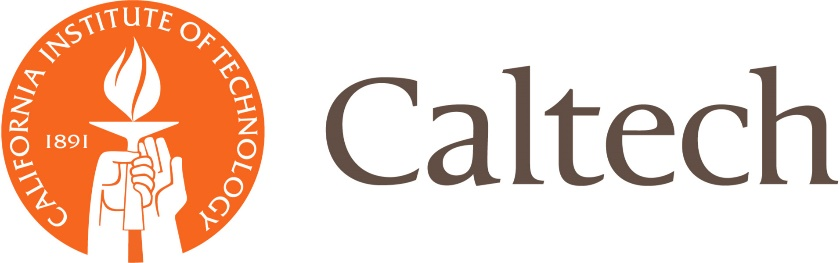 CALIFORNIA INSTITUTE OF TECHNOLOGY
1891
Caltech